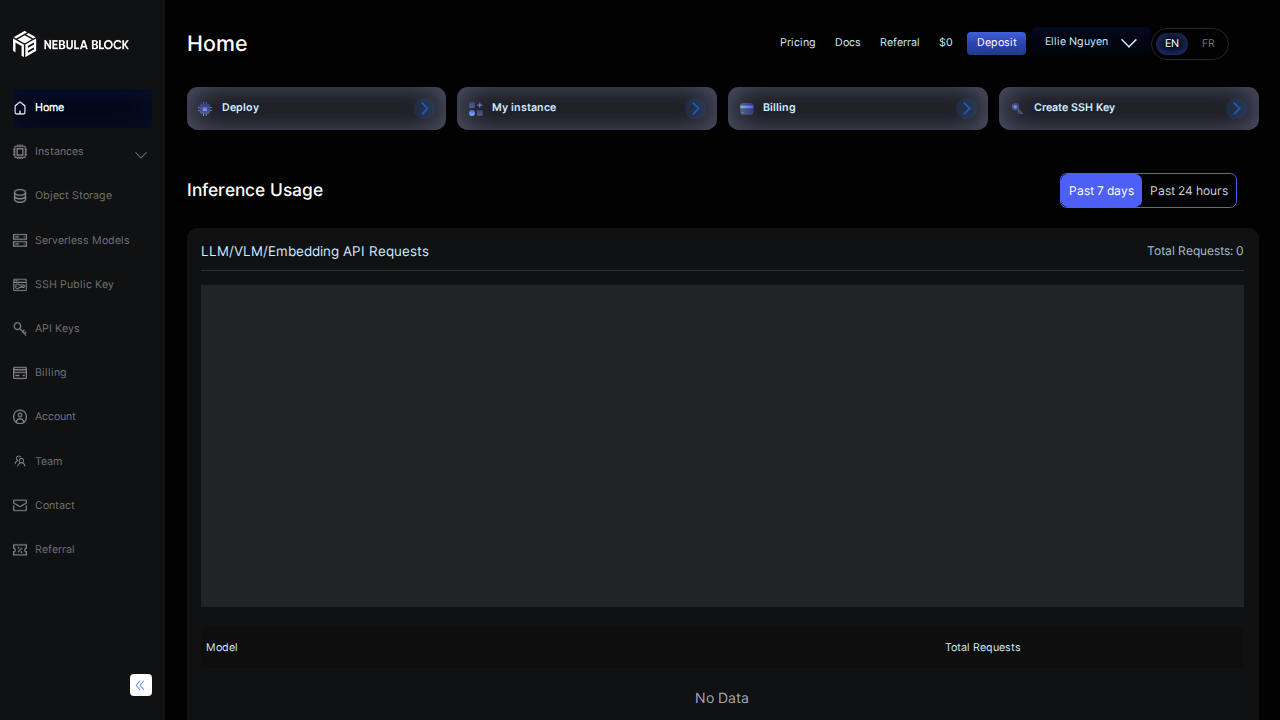 NEBULA BLOCK
Home
Instances
Object Storage
Serverless Models
SSH Public Key
API Keys
Billing
Account
Team
Contact
Referral
Home
Pricing
Docs
Referral
$0
Deposit
Ellie Nguyen
EN
FR
Deploy
My instance
Billing
Create SSH Key
Inference Usage
Past 7 days
Past 24 hours
LLM/VLM/Embedding API Requests
Total Requests: 0
Model
Total Requests
No Data